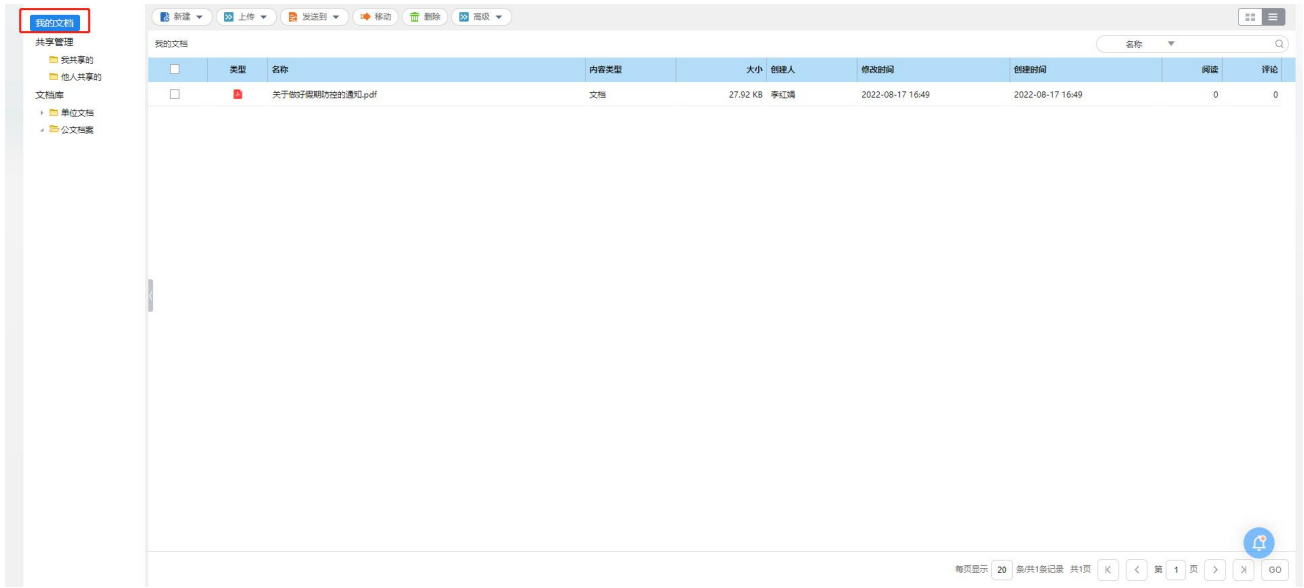 我的文档
共享管理
我共享的
他人共享的
文档库
单位文档
公文档案
新建 上传 发送到 移动 删除 高级
我的文档 名称
类型 名称 内容类型 大小 创建人 修改时间 创建时间 阅读 评论
关于做好假期防控的通知.pdf 文档 27.92 KB 李红娟 2022-08-17 16:49 2022-08-17 16:49 0 0
每页显示 20 条/共1条记录 共1页 K < 第 1 页 > > GO